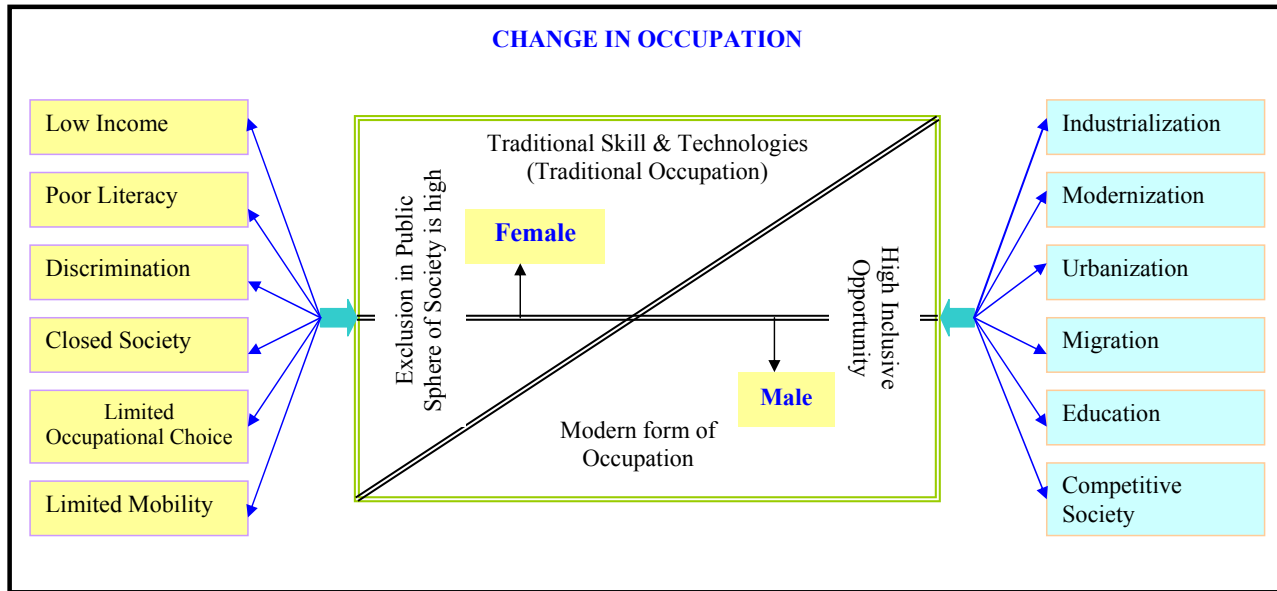 CHANGE IN OCCUPATION
Low Income
Poor Literacy
Discrimination
Closed Society
Limited
Occupational Choice
Limited Mobility
Exclusion in Public
Sphere of Society is high
Traditional Skill & Technologies
(Traditional Occupation)
Female
Male
Modern form of
Occupation
High Inclusive
Opportunity
Industrialization
Modernization
Urbanization
Migration
Education
Competitive
Society